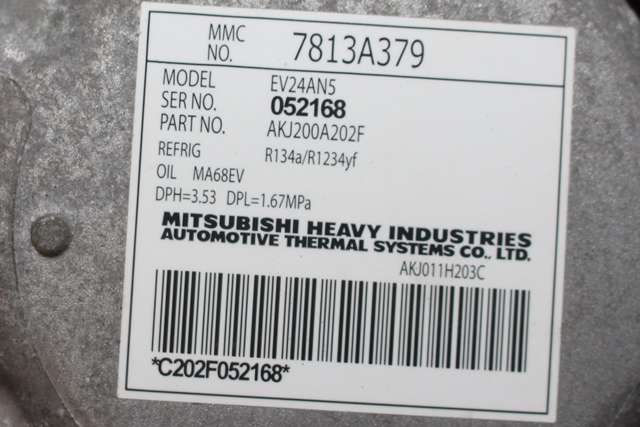 MMC NO. 7813A379
MODEL EV24AN5
SER NO. 052168
PART NO. AKJ200A202F
REFRIG R134a/R1234yf
OIL MA68EV
DPH=3.53 DPL=1.67MPa
MITSUBISHI HEAVY INDUSTRIES
AUTOMOTIVE THERMAL SYSTEMS CO., LTD.
AKJ011H203C
*C202F052168*